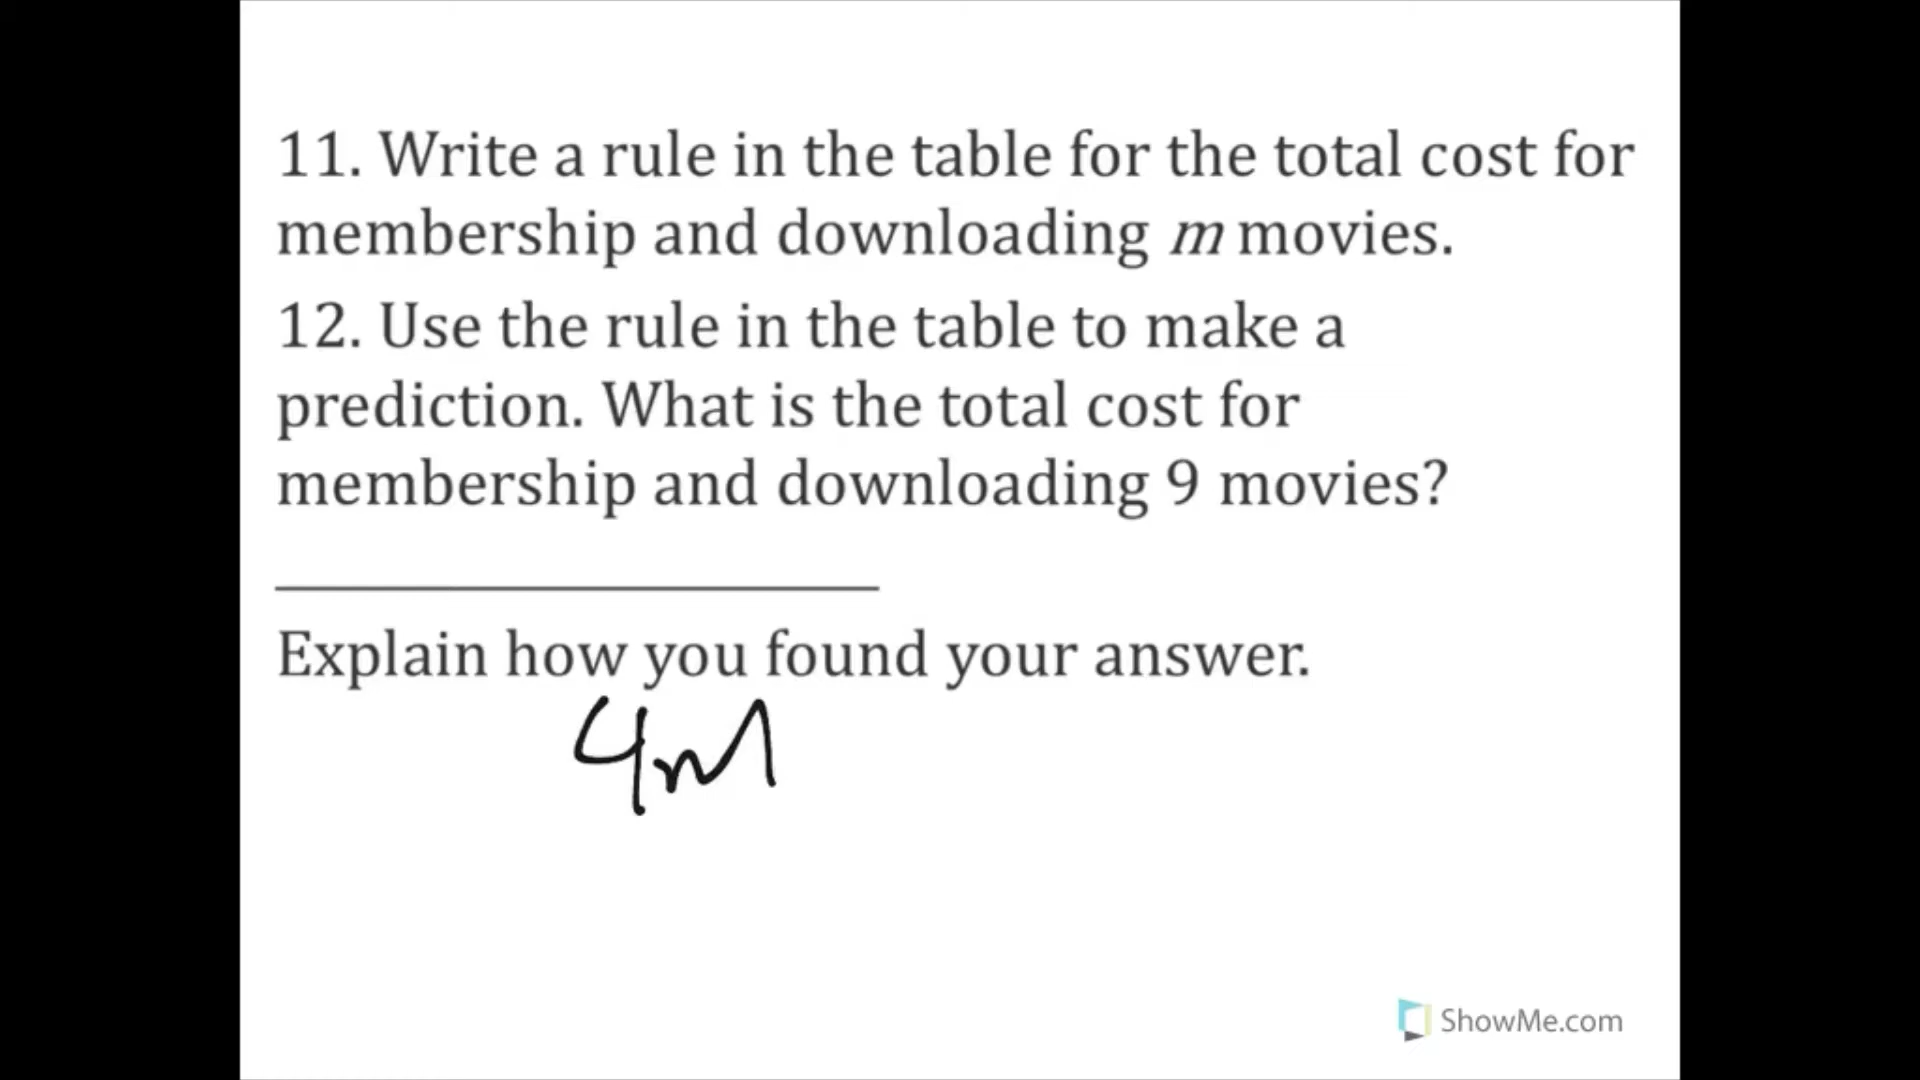 11. Write a rule in the table for the total cost for
membership and downloading m movies.
12. Use the rule in the table to make a
prediction. What is the total cost for
membership and downloading 9 movies?
Explain how you found your answer.
4m
ShowMe.com